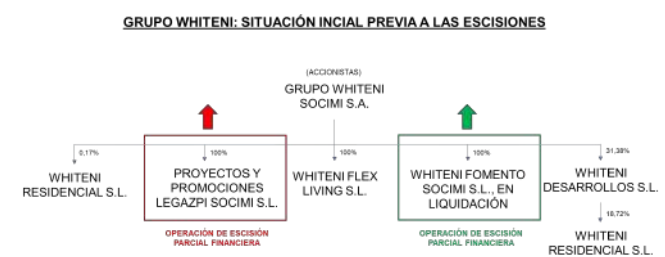 GRUPO WHITENI: SITUACIÓN INCIAL PREVIA A LAS ESCISIONES
(ACCIONISTAS)
GRUPO WHITENI
SOCIMI S.A.
0,17%
100%
100%
100%
31,38%
WHITENI
RESIDENCIAL S.L.
PROYECTOS Y
PROMOCIONES
LEGAZPI SOCIMI S.L.
WHITENI FLEX
LIVING S.L.
WHITENI FOMENTO
SOCIMI S.L., EN
LIQUIDACIÓN
WHITENI
DESARROLLOS S.L.
18,72%
OPERACIÓN DE ESCISIÓN
PARCIAL FINANCIERA
OPERACIÓN DE ESCISIÓN
PARCIAL FINANCIERA
WHITENI
RESIDENCIAL S.L.